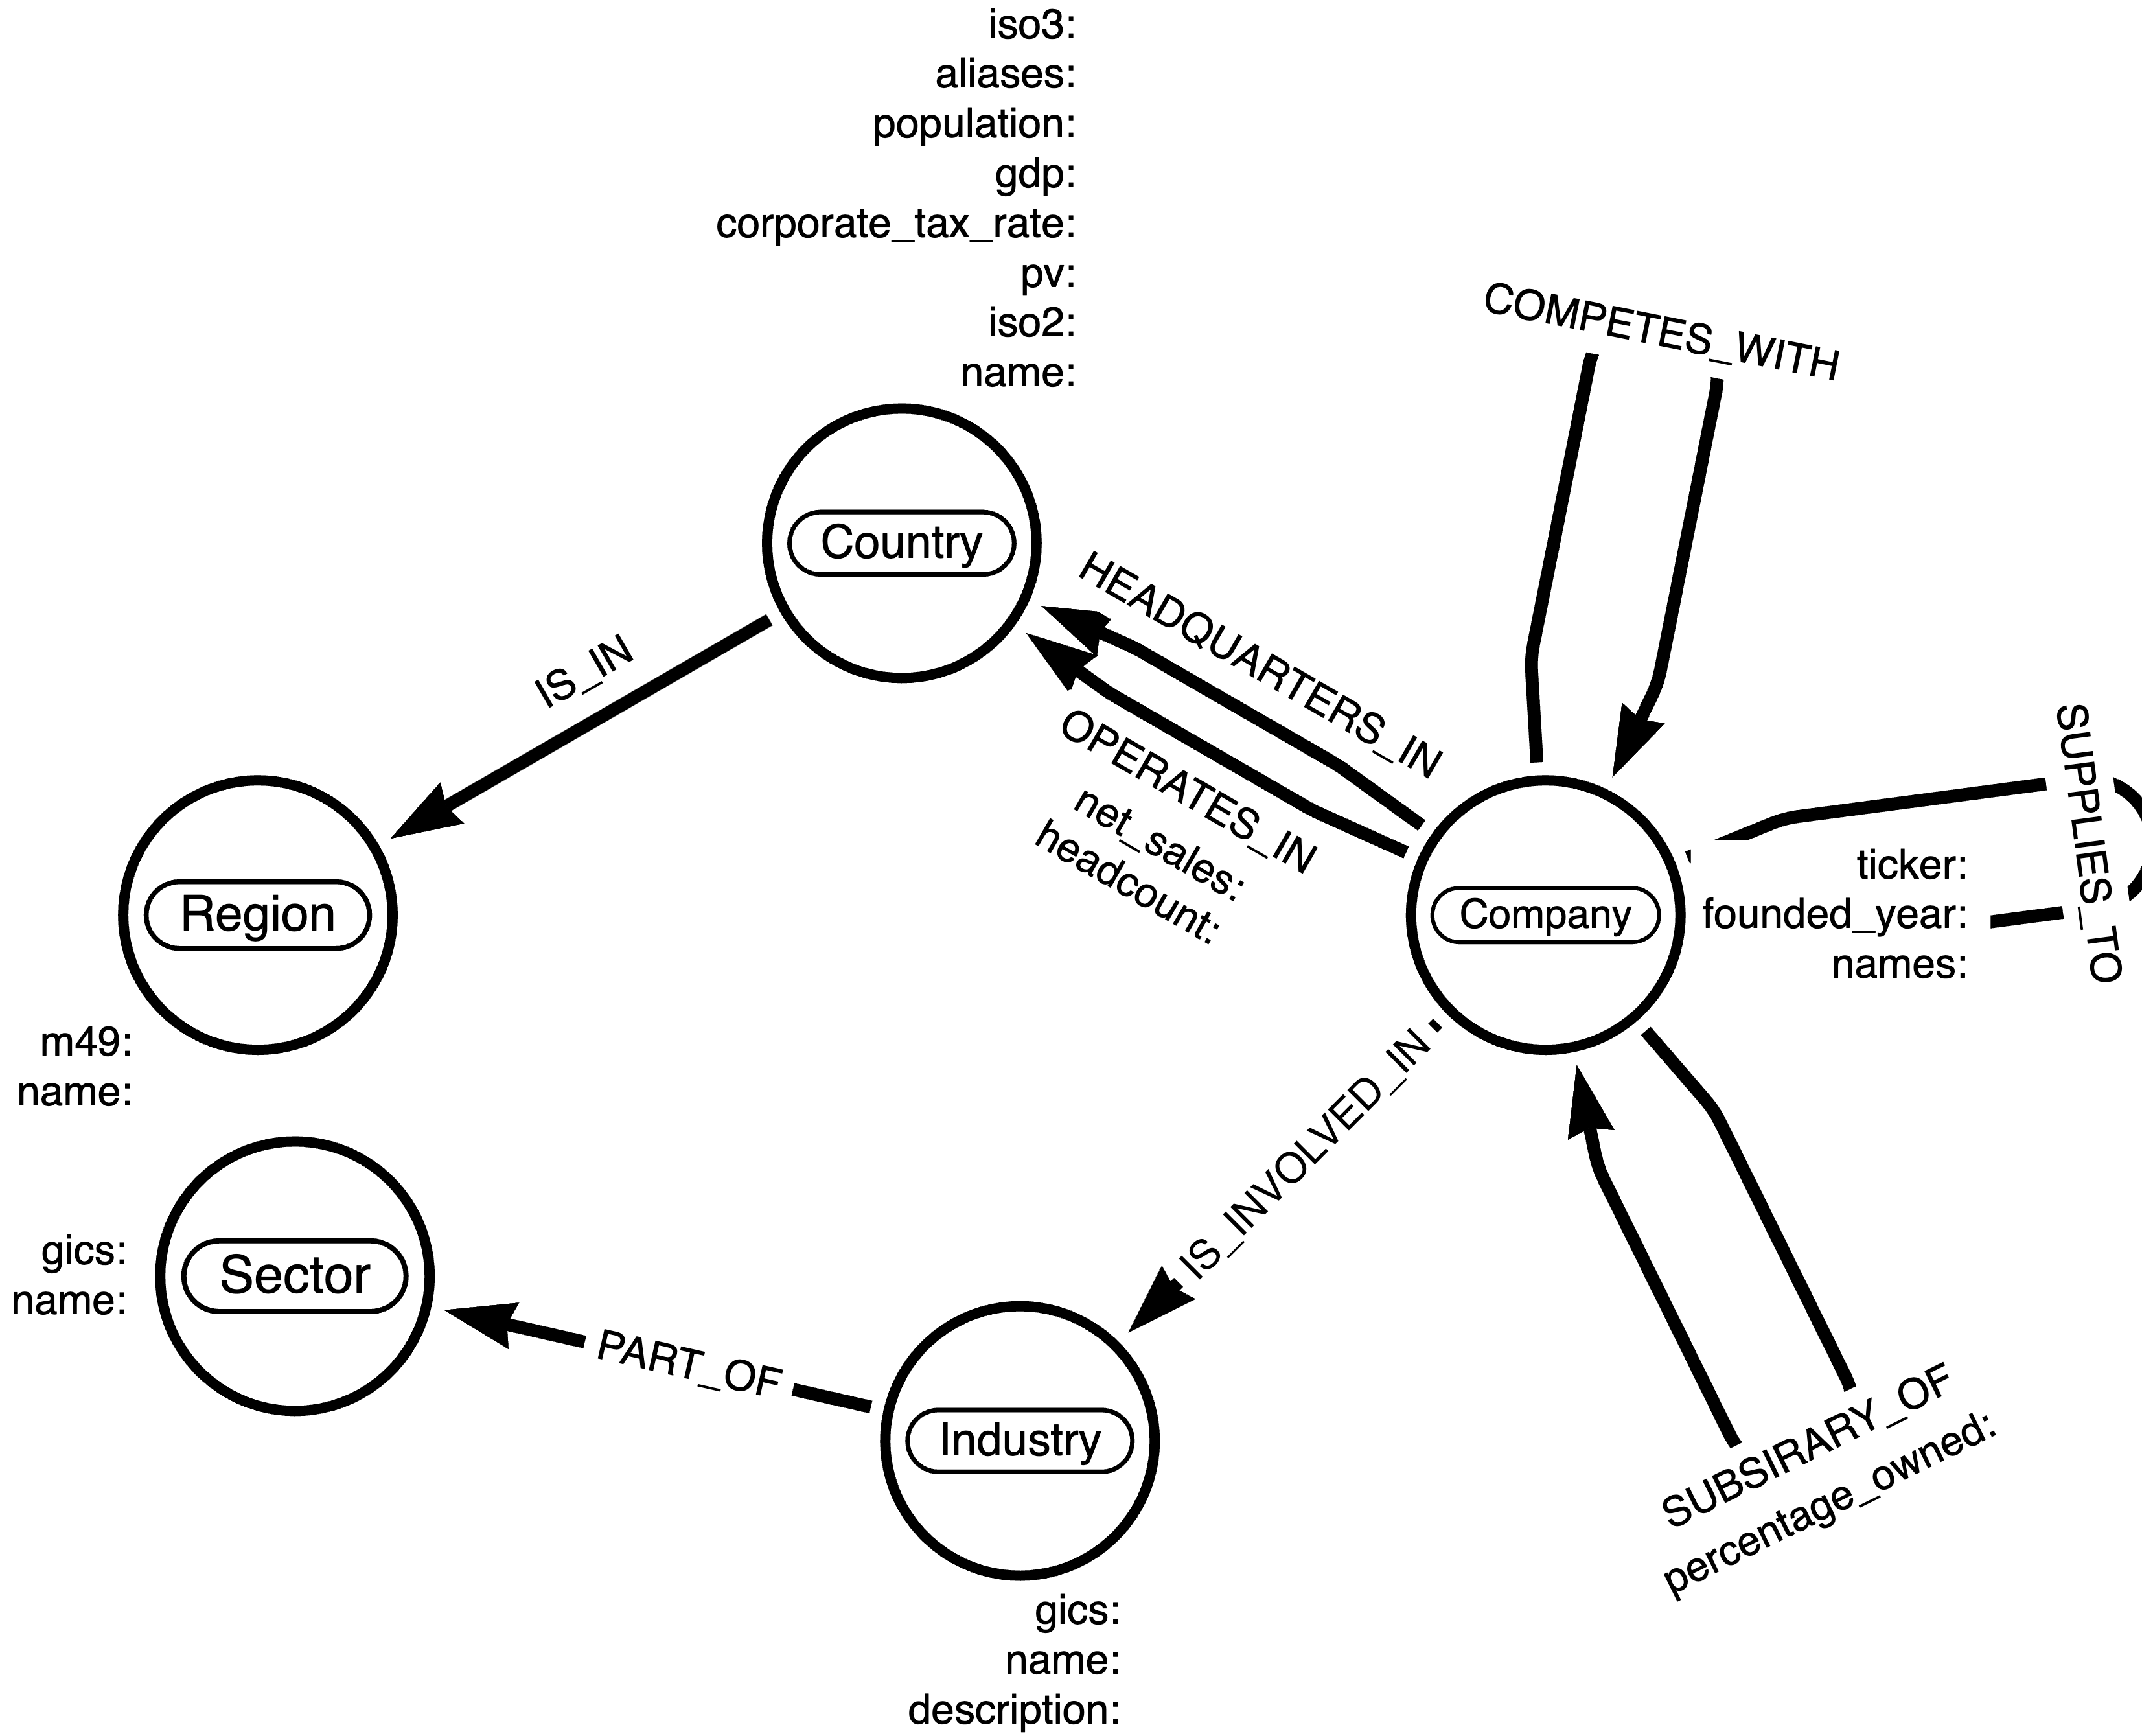 iso3:
aliases:
population:
gdp:
corporate_tax_rate:
pv:
iso2:
name:
COMPETES_WITH
Country
HEADQUARTERS_IN
IS_IN
OPERATES_IN
net_sales:
headcount:
SUPPLIES_TO
Region
Company
ticker:
founded_year:
names:
m49:
name:
IS_INVOLVED_IN
gics:
name:
Sector
PART_OF
Industry
SUBSIRARY_OF
percentage_owned:
gics:
name:
description: